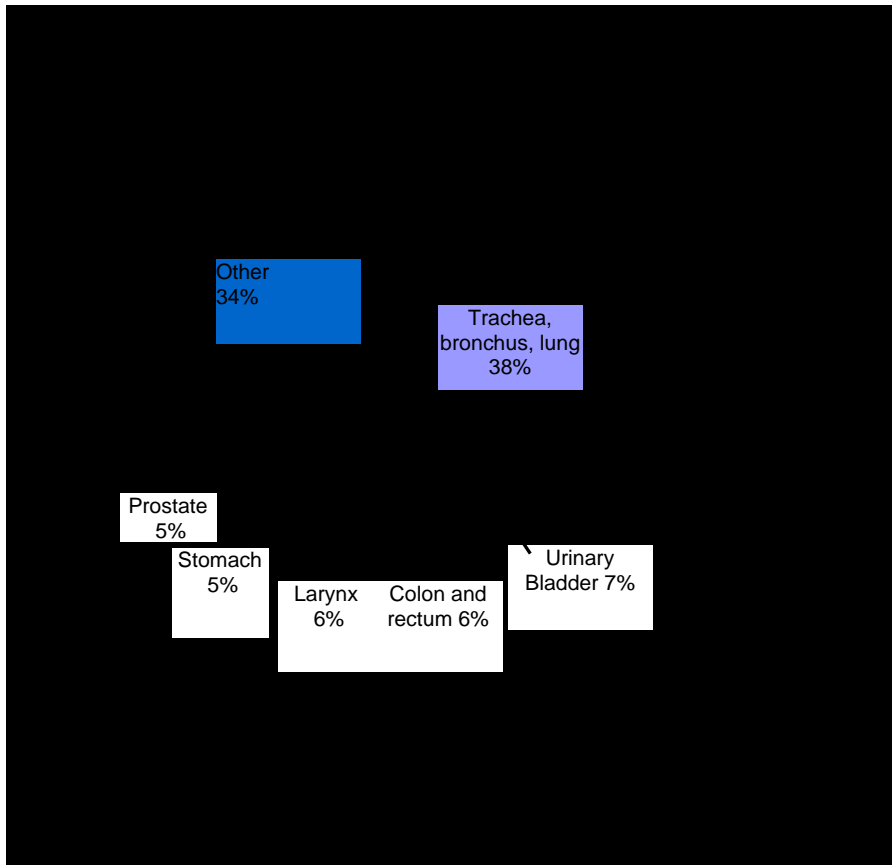 Other
34%
Trachea,
bronchus, lung
38%
Prostate
5%
Stomach
5%
Larynx
6%
Colon and
rectum 6%
Urinary
Bladder 7%